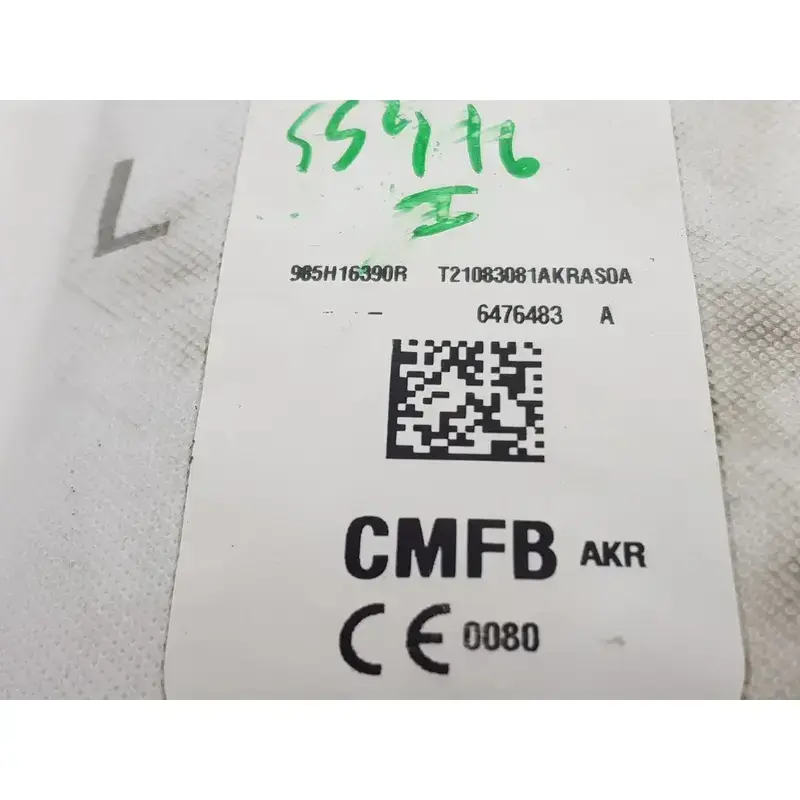 55416
I
L
985H16390R T21083081AKRAS0A
- - 6476483 A
CMFB AKR
CE 0080